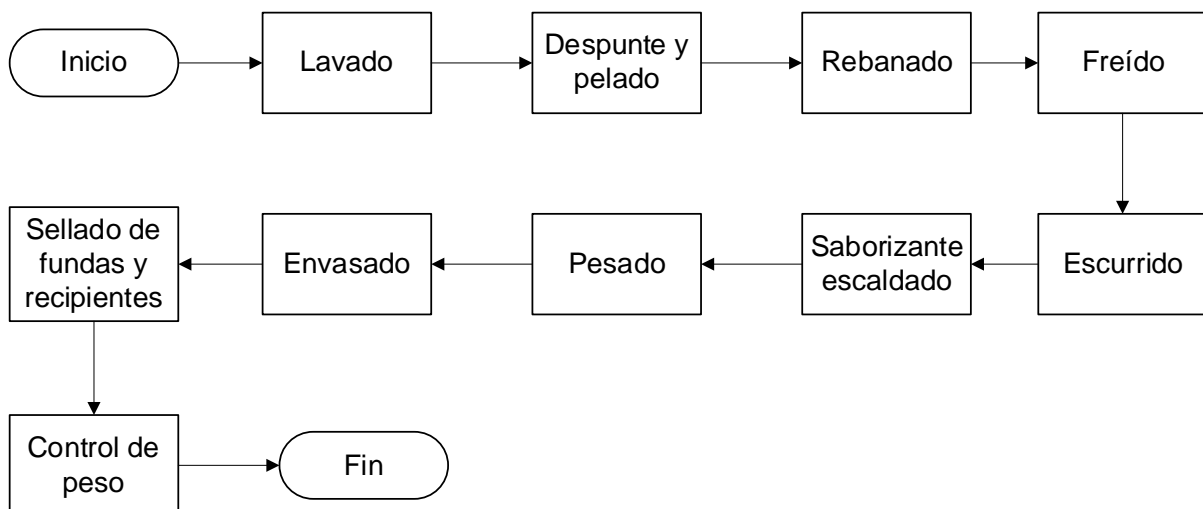 Inicio
Lavado
Despunte y
pelado
Rebanado
Freído
Escurrido
Saborizante
escaldado
Pesado
Envasado
Sellado de
fundas y
recipientes
Control de
peso
Fin